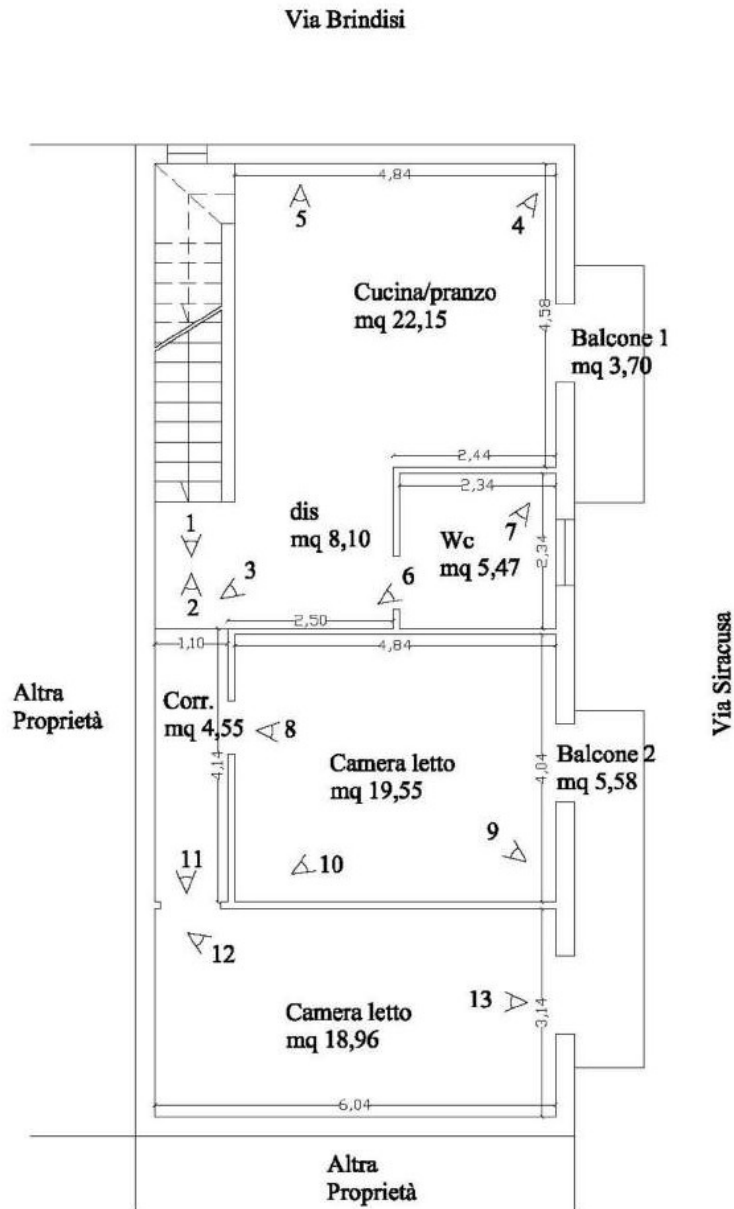 Via Brindisi
4,84
5
4
Cucina/pranzo
mq 22,15
4,58
Balcone 1
mq 3,70
2,44
2,34
dis
mq 8,10
Wc
mq 5,47
7
2,34
1
2
3
6
2,50
1,10
4,84
Altra
Proprietà
Corr.
mq 4,55
4,14
8
Camera letto
mq 19,55
4,04
Balcone 2
mq 5,58
Via Siracusa
9
10
11
12
13
Camera letto
mq 18,96
3,14
6,04
Altra
Proprietà